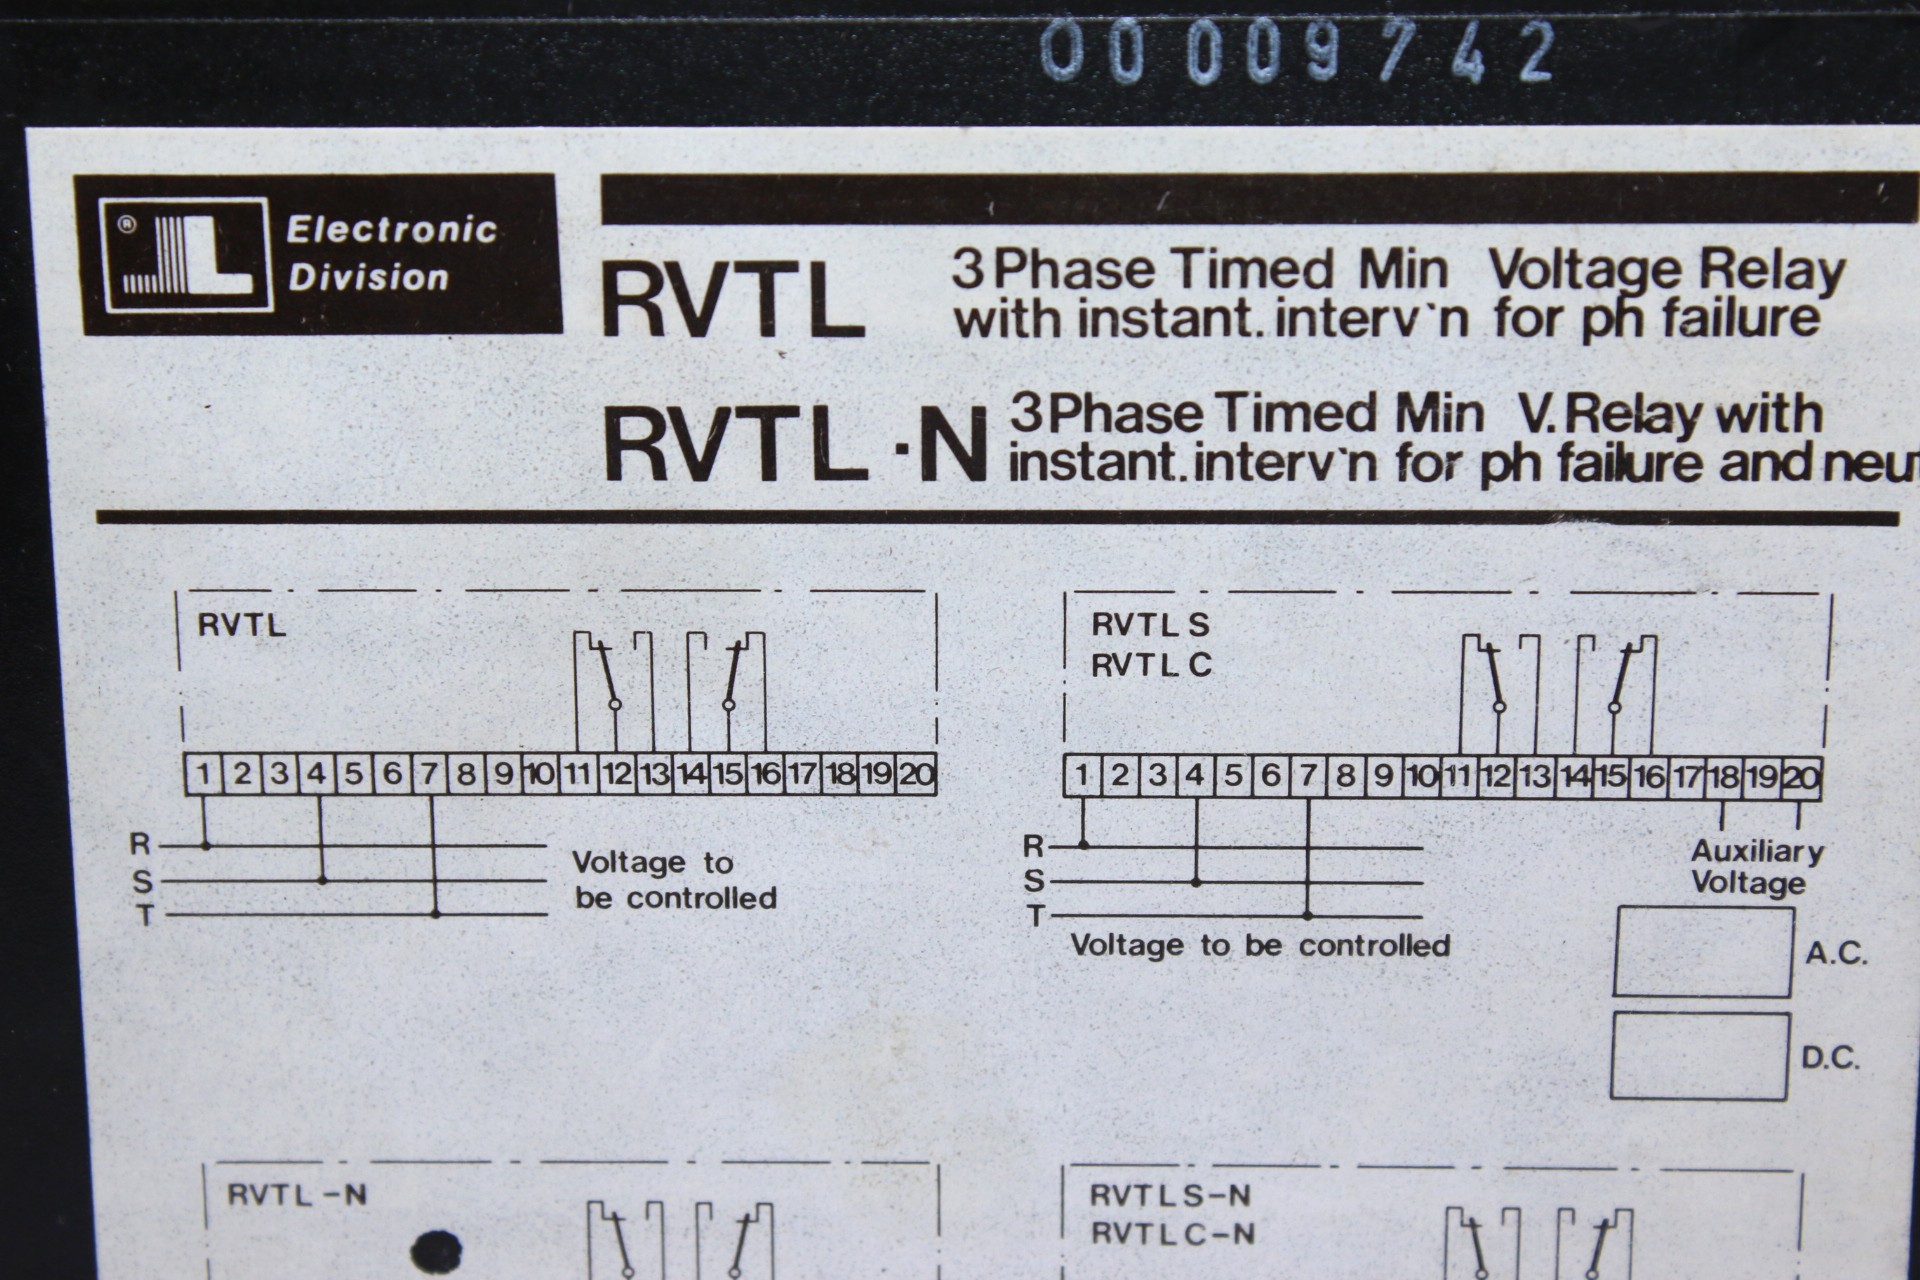 00009742
® Electronic
Division
RVTL
3 Phase Timed Min Voltage Relay
with instant. interv'n for ph failure
RVTL·N
3 Phase Timed Min V. Relay with
instant. interv'n for ph failure and neu
RVTL
1 2 3 4 5 6 7 8 9 10 11 12 13 14 15 16 17 18 19 20
R
S
T
Voltage to
be controlled
RVTL S
RVTL C
1 2 3 4 5 6 7 8 9 10 11 12 13 14 15 16 17 18 19 20
R
S
T
Voltage to be controlled
Auxiliary
Voltage
A.C.
D.C.
RVTL-N
RVTLS-N
RVTLC-N